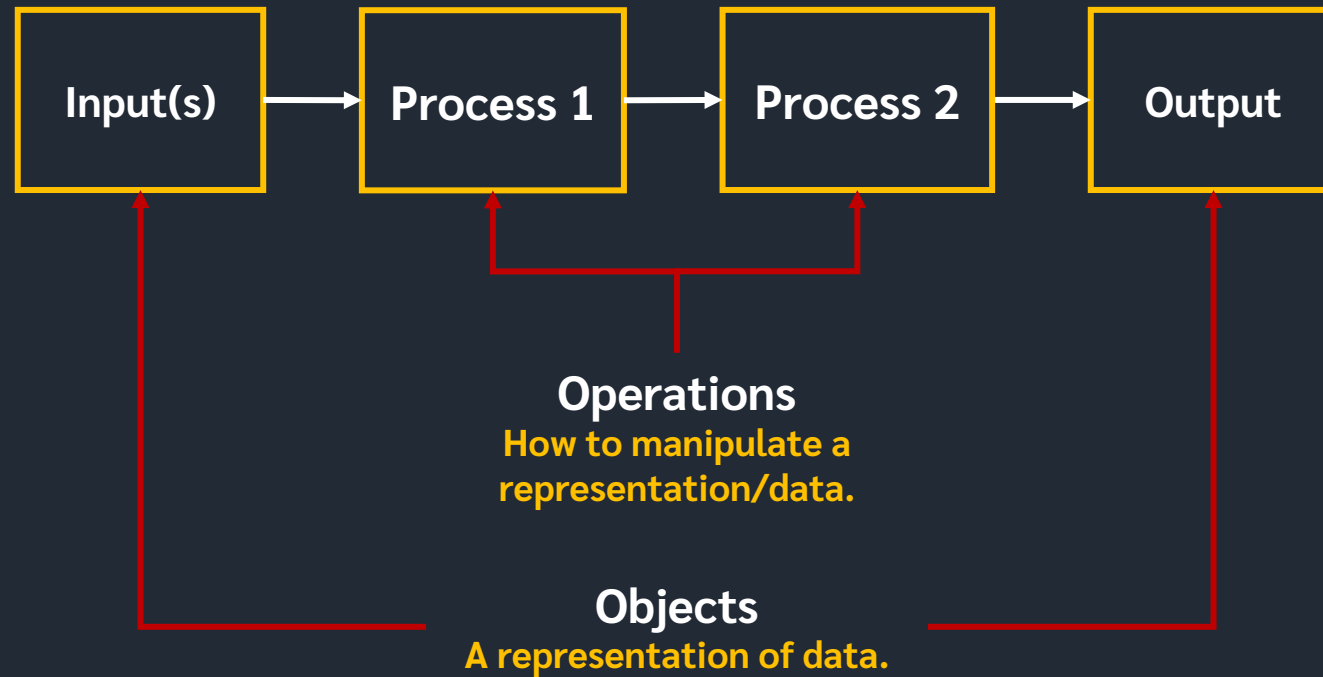 Input(s)
Process 1
Process 2
Output
Operations
How to manipulate a
representation/data.
Objects
A representation of data.